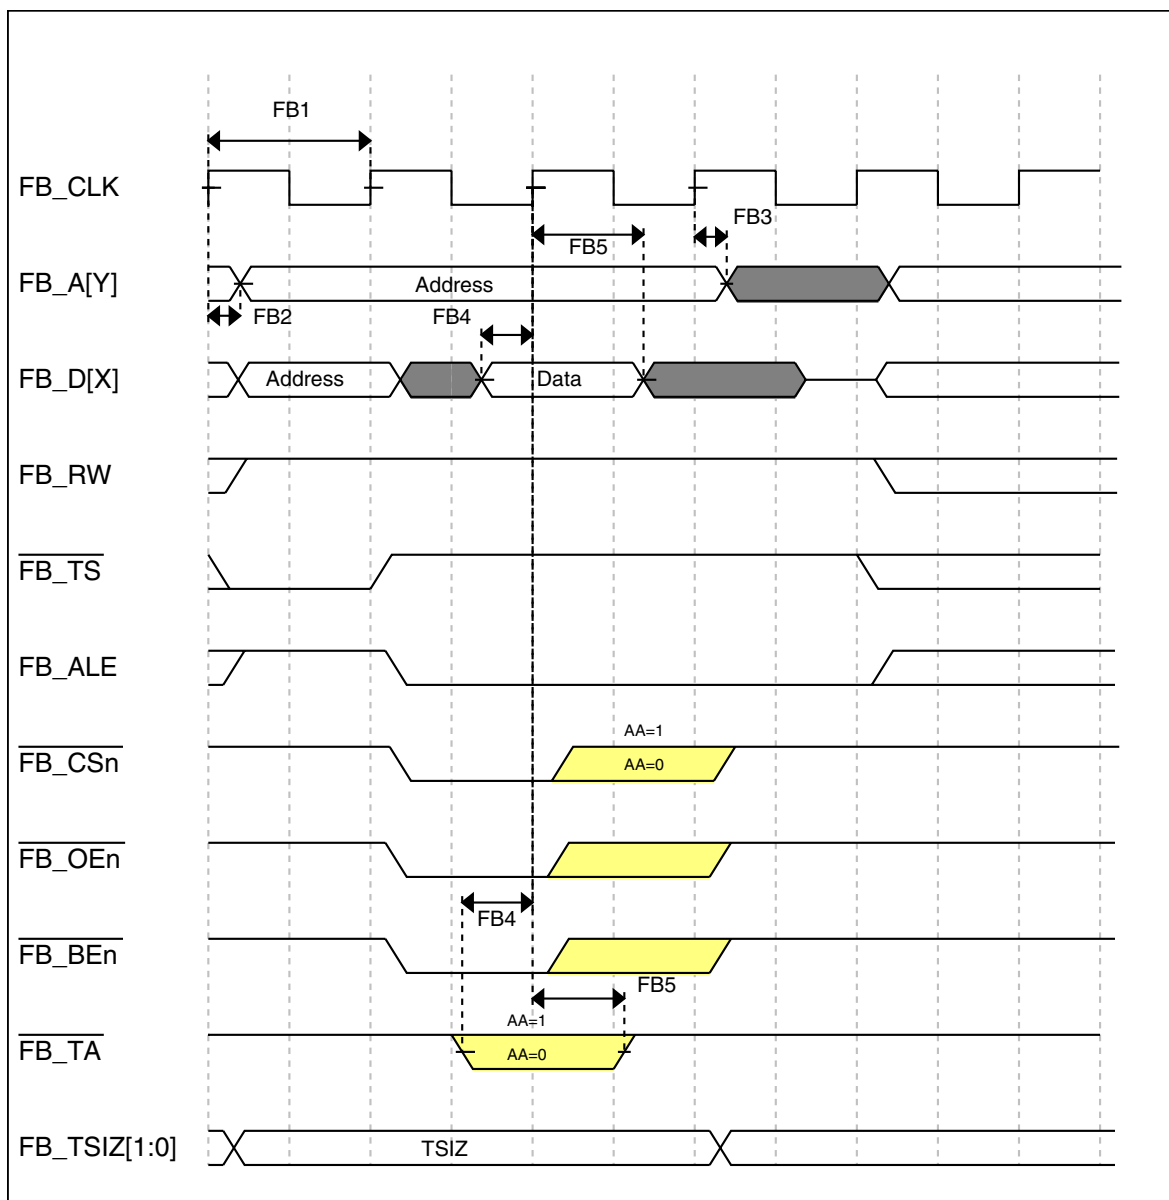 FB1
FB_CLK
FB3
FB5
FB_A[Y]
Address
FB2
FB4
FB_D[X]
Address
Data
FB_RW
FB_TS
FB_ALE
AA=1
FB_CSn
AA=0
FB_OEn
FB4
FB_BEn
FB5
AA=1
FB_TA
AA=0
FB_TSIZ[1:0]
TSIZ